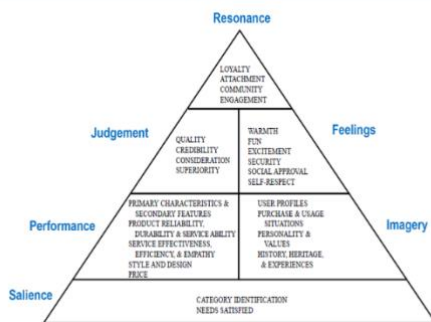 Resonance
LOYALTY
ATTACHMENT
COMMUNITY
ENGAGEMENT
Judgement
Feelings
QUALITY
CREDIBILITY
CONSIDERATION
SUPERIORITY
WARMTH
FUN
EXCITEMENT
SECURITY
SOCIAL APPROVAL
SELF-RESPECT
Performance
Imagery
PRIMARY CHARACTERISTICS &
SECONDARY FEATURES
PRODUCT RELIABILITY,
DURABILITY & SERVICE ABILITY
SERVICE EFFECTIVENESS,
EFFICIENCY, & EMPATHY
STYLE AND DESIGN
PRICE
USER PROFILES
PURCHASE & USAGE
SITUATIONS
PERSONALITY &
VALUES
HISTORY, HERITAGE,
& EXPERIENCES
Salience
CATEGORY IDENTIFICATION
NEEDS SATISFIED